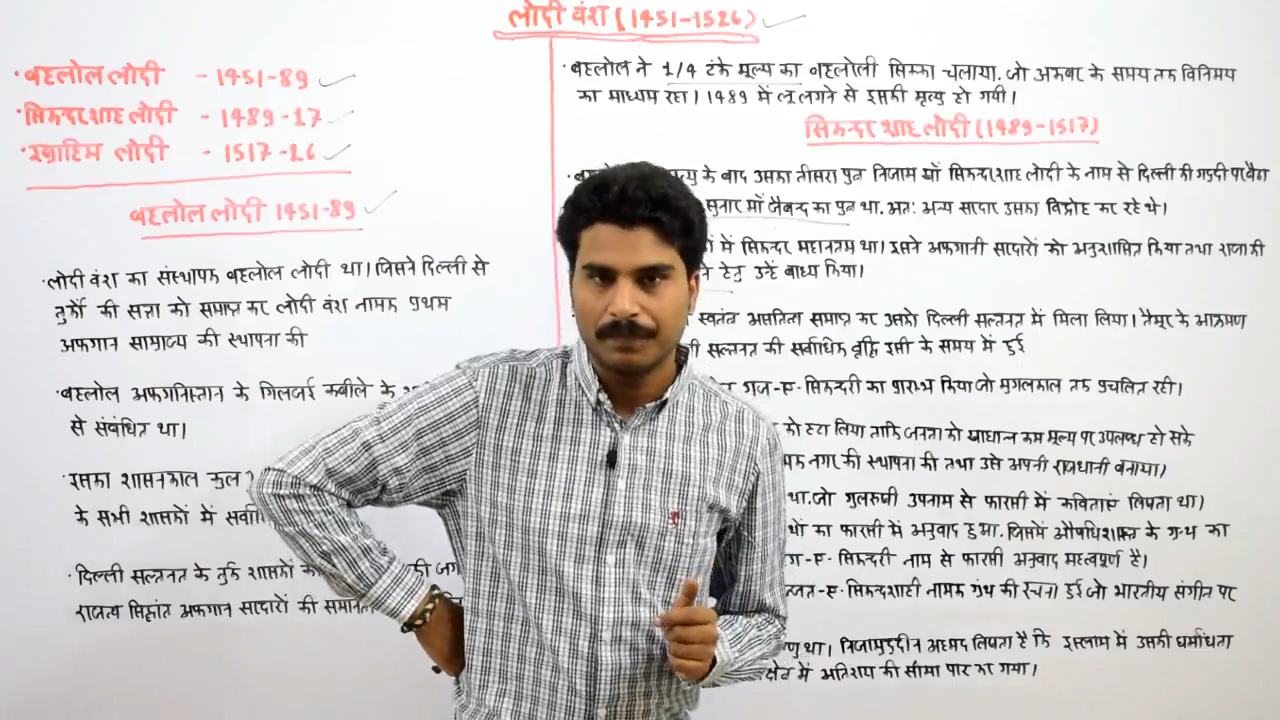 लोदी वंश (1451-1526)
· बहलोल लोदी - 1451-89
· सिकन्दर शाह लोदी - 1489-17
· इब्राहिम लोदी - 1517-26
बहलोल लोदी 1451-89
· लोदी वंश का संस्थापक बहलोल लोदी था। जिसने दिल्ली से
तुर्कों की सत्ता को समाप्त कर लोदी वंश नामक प्रथम
अफगान साम्राज्य की स्थापना की
· बहलोल अफगानिस्तान के गिलजई कबीले के
से संबंधित था।
· इसका शासनकाल कुल
के सभी शासकों में
· दिल्ली सल्तनत के तुर्क शासकों
राजत्व सिद्धांत अफगान सरदारों की समानता
· बहलोल ने 1/4 टंके मूल्य का बहलोली सिक्का चलाया. जो अकबर के समय तक विनिमय
का माध्यम रहा। 1489 में लू लगने से इसकी मृत्यु हो गयी।
सिकन्दर शाह लोदी (1489-1517)
के बाद उसका तीसरा पुत्र निजाम खाँ सिकन्दर शाह लोदी के नाम से दिल्ली की गद्दी पर बैठा
सुनार माँ जैबन्द का पुत्र था. अतः अन्य सरदार उसका विद्रोह कर रहे थे।
में सिकन्दर महानतम था। इसने अफगानी सरदारों को अनुशासित किया तथा राजा की
हेतु उन्हें बाध्य किया।
स्वतंत्र अस्तित्व समाप्त कर उसको दिल्ली सल्तनत में मिला लिया। तैमूर के आक्रमण
सल्तनत की सर्वाधिक वृद्धि इसी के समय में हुई
गज-ए-सिकन्दरी का प्रारम्भ किया जो मुगलकाल तक प्रचलित रही।
को हटा लिया ताकि जनता को खाद्यान्न कम मूल्य पर उपलब्ध हो सके
नगर की स्थापना की तथा उसे अपनी राजधानी बनाया।
था. जो गुलरुखी उपनाम से फारसी में कविताएं लिखता था।
का फारसी में अनुवाद हुआ. जिसमें औषधिशास्त्र के ग्रन्थ का
-ए-सिकन्दरी नाम से फारसी अनुवाद महत्वपूर्ण है।
-ए-सिकन्दरशाही नामक ग्रंथ की रचना हुई जो भारतीय संगीत पर
था। निजामुद्दीन अहमद लिखता है कि इस्लाम में उसकी धर्मांधता
क्षेत्र में अतिशय की सीमा पार कर गया।